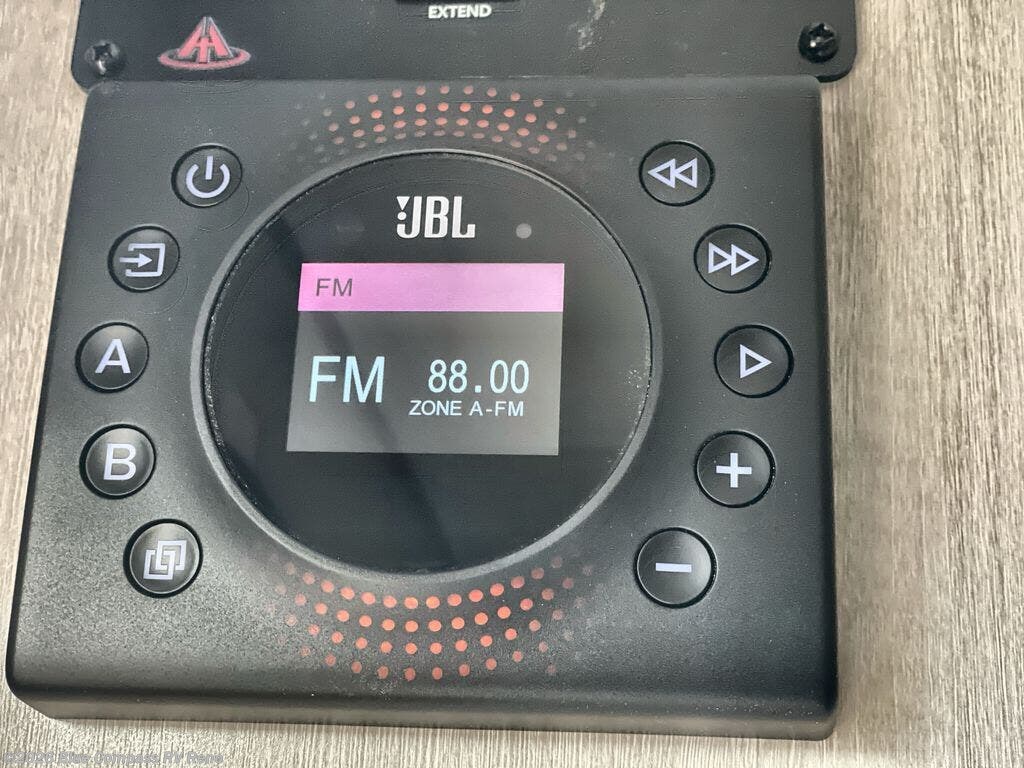 EXTEND
JBL
FM
FM 88.00
ZONE A-FM
A
B